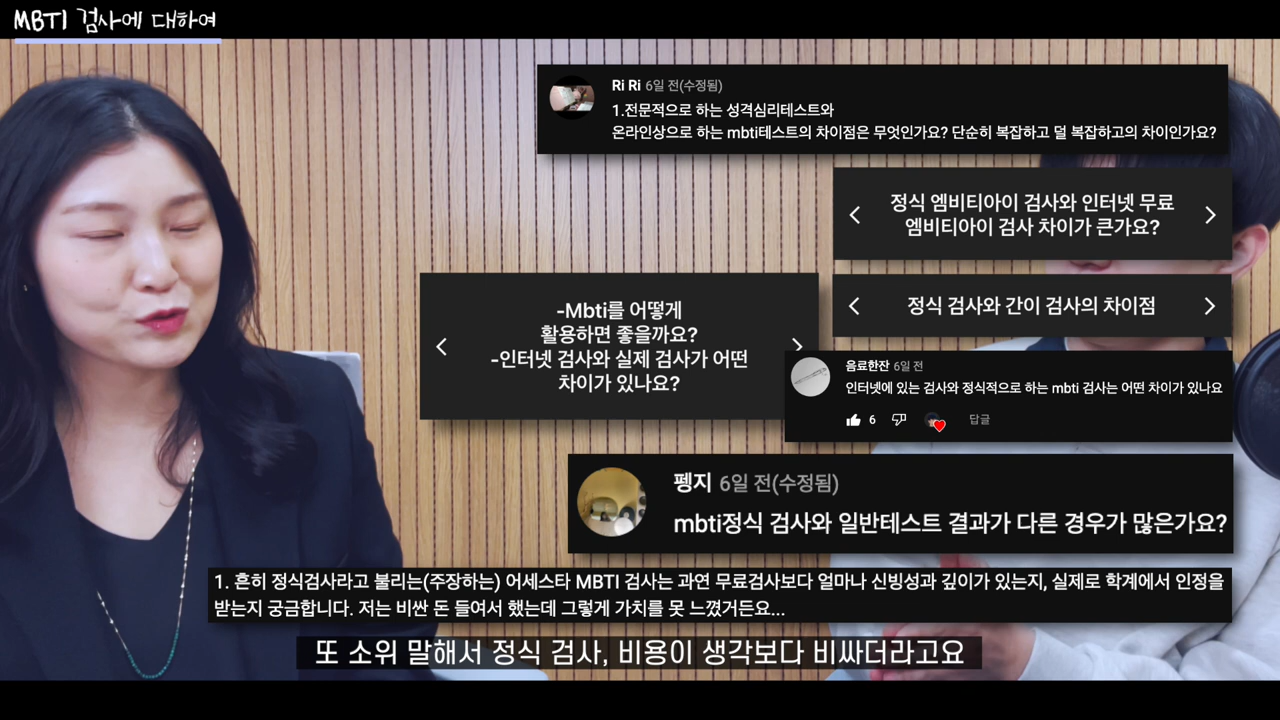 MBTI 검사에 대하여
Ri Ri 6일 전(수정됨)
1.전문적으로 하는 성격심리테스트와
온라인상으로 하는 mbti테스트의 차이점은 무엇인가요? 단순히 복잡하고 덜 복잡하고의 차이인가요?
정식 엠비티아이 검사와 인터넷 무료
엠비티아이 검사 차이가 큰가요?
정식 검사와 간이 검사의 차이점
-Mbti를 어떻게
활용하면 좋을까요?
-인터넷 검사와 실제 검사가 어떤
차이가 있나요?
음료한잔 6일 전
인터넷에 있는 검사와 정식적으로 하는 mbti 검사는 어떤 차이가 있나요
6 답글
펭지 6일 전(수정됨)
mbti정식 검사와 일반테스트 결과가 다른 경우가 많은가요?
1. 흔히 정식검사라고 불리는(주장하는) 어세스타 MBTI 검사는 과연 무료검사보다 얼마나 신빙성과 깊이가 있는지, 실제로 학계에서 인정을
받는지 궁금합니다. 저는 비싼 돈 들여서 했는데 그렇게 가치를 못 느꼈거든요...
또 소위 말해서 정식 검사, 비용이 생각보다 비싸더라고요